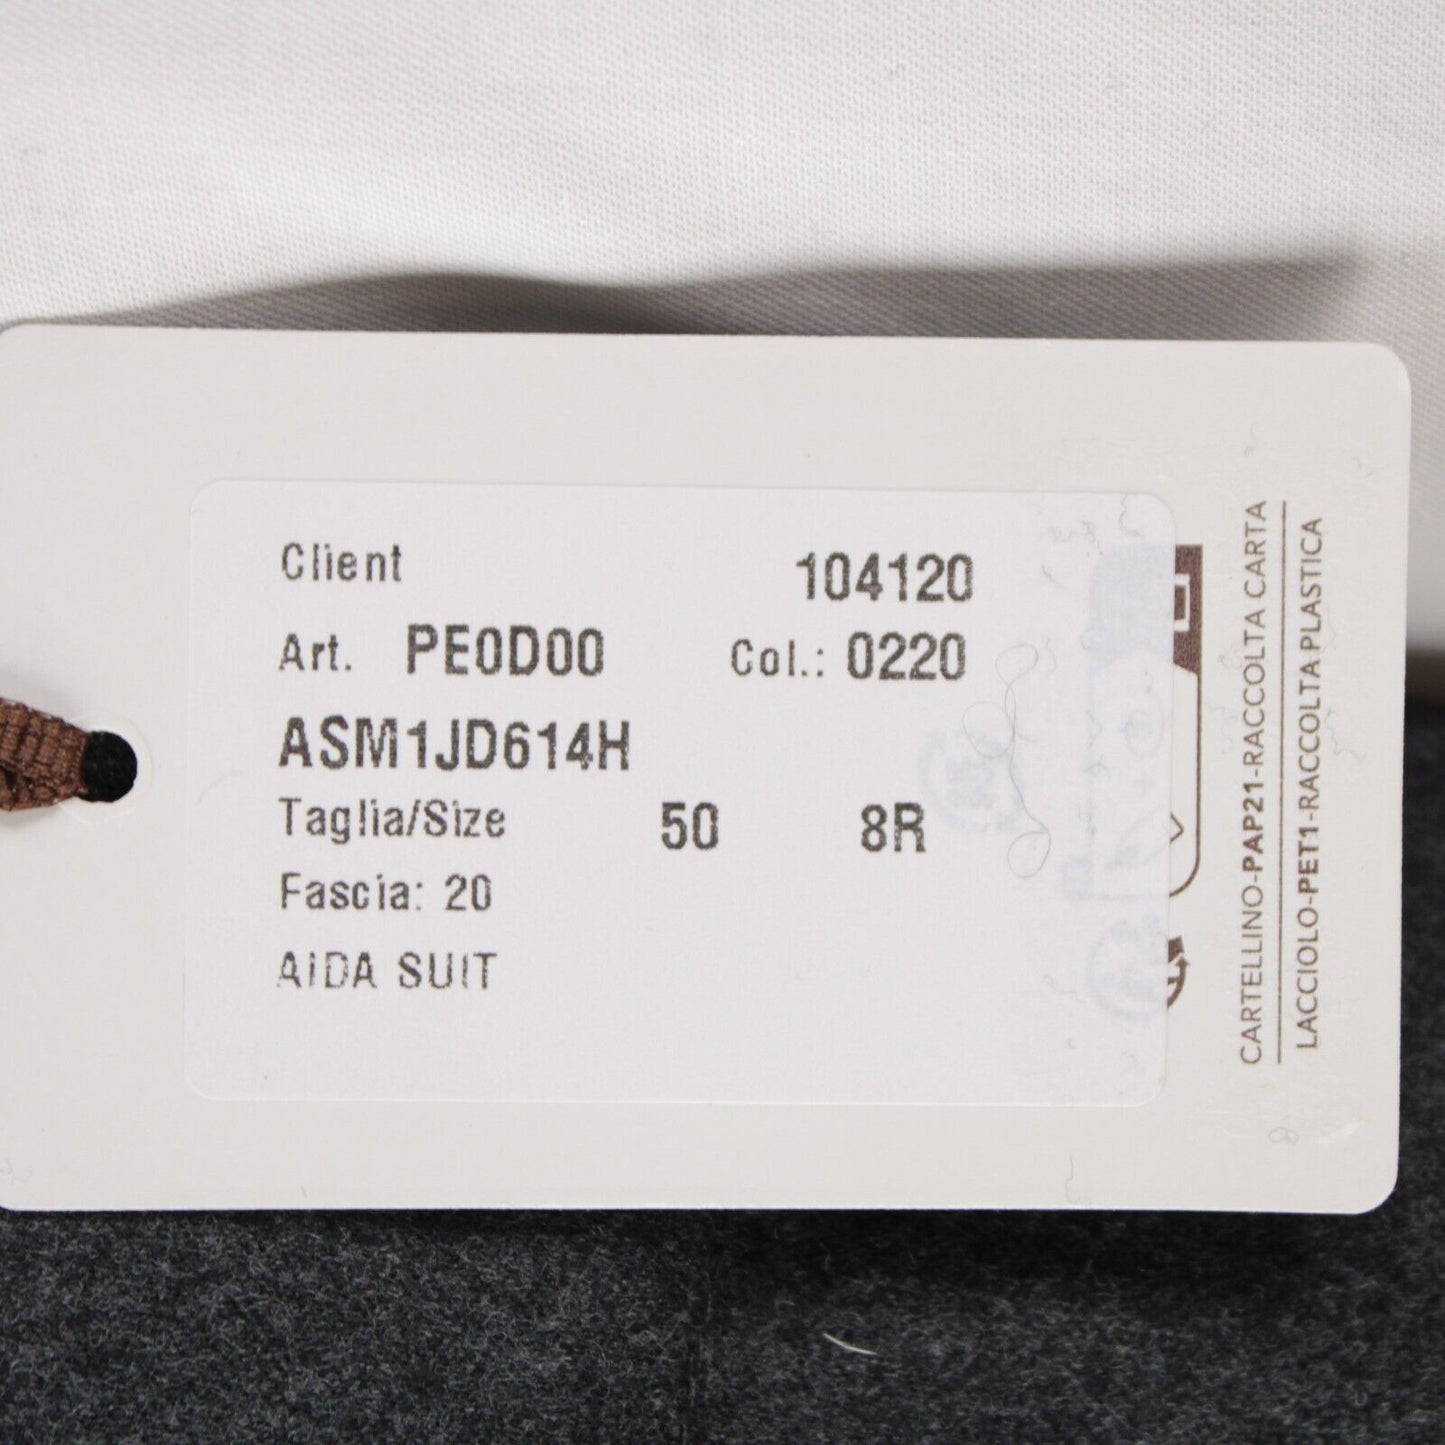 Client 104120
Art. PE0D00 Col.: 0220
ASM1JD614H
Taglia/Size 50 8R
Fascia: 20
AIDA SUIT
CARTELLINO-PAP21-RACCOLTA CARTA
LACCIOLO-PET1-RACCOLTA PLASTICA